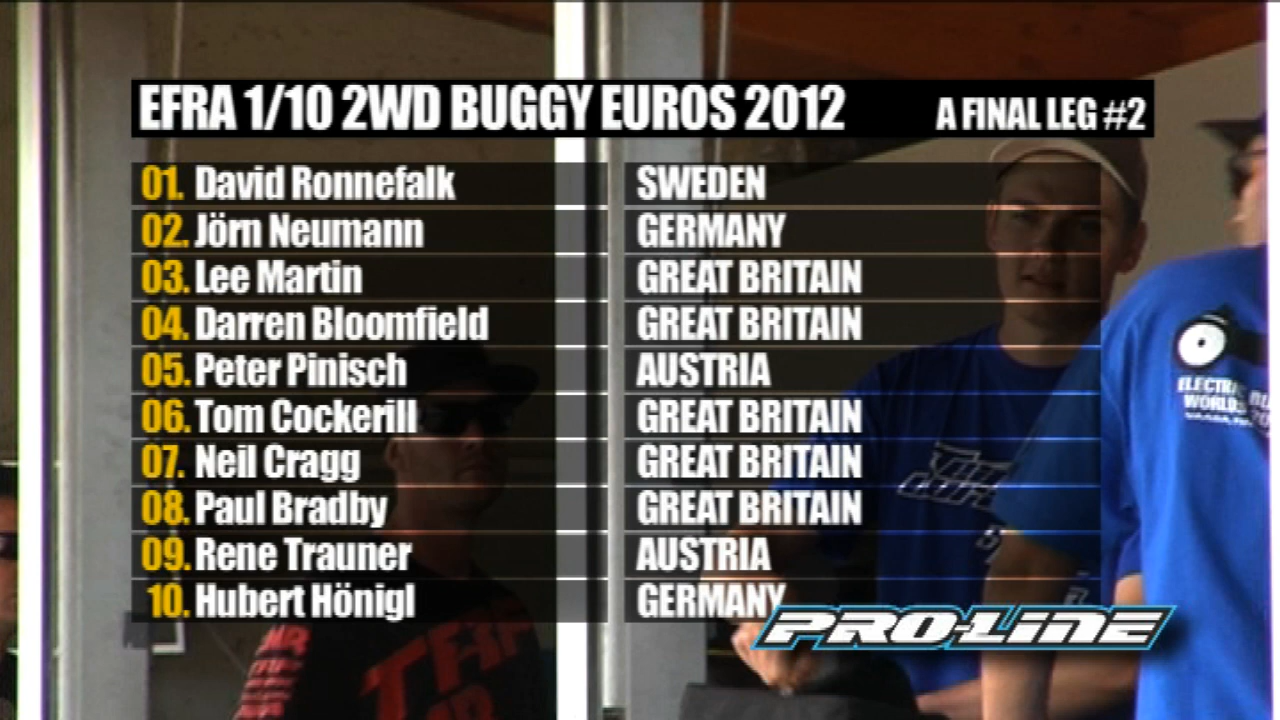 EFRA 1/10 2WD BUGGY EUROS 2012 A FINAL LEG #2
01. David Ronnefalk SWEDEN
02. Jörn Neumann GERMANY
03. Lee Martin GREAT BRITAIN
04. Darren Bloomfield GREAT BRITAIN
05. Peter Pinisch AUSTRIA
06. Tom Cockerill GREAT BRITAIN
07. Neil Cragg GREAT BRITAIN
08. Paul Bradby GREAT BRITAIN
09. Rene Trauner AUSTRIA
10. Hubert Hönigl GERMANY
PRO-LINE
WORLDS